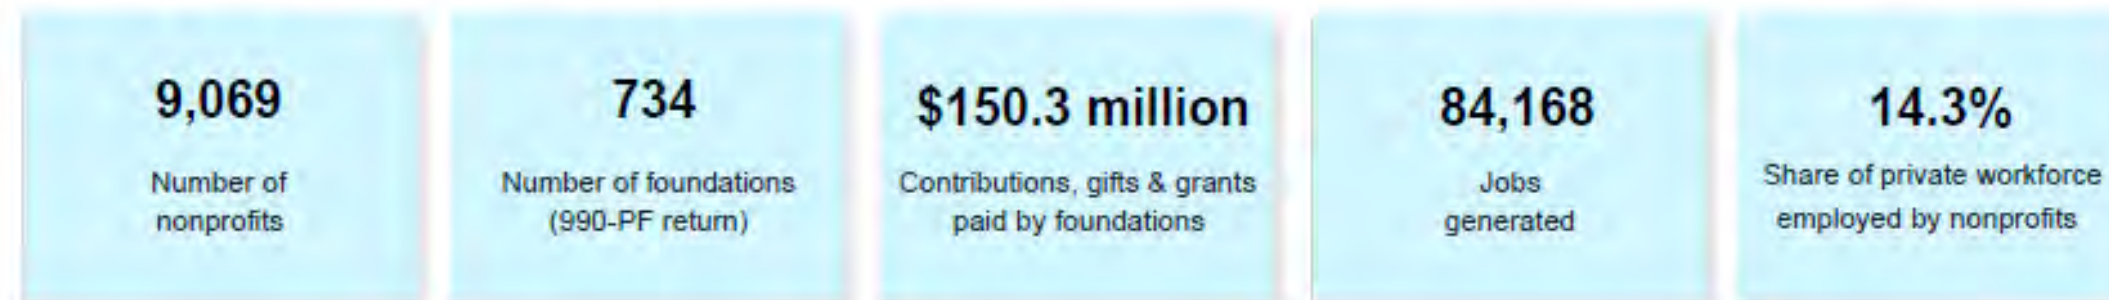 9,069
Number of
nonprofits
734
Number of foundations
(990-PF return)
$150.3 million
Contributions, gifts & grants
paid by foundations
84,168
Jobs
generated
14.3%
Share of private workforce
employed by nonprofits